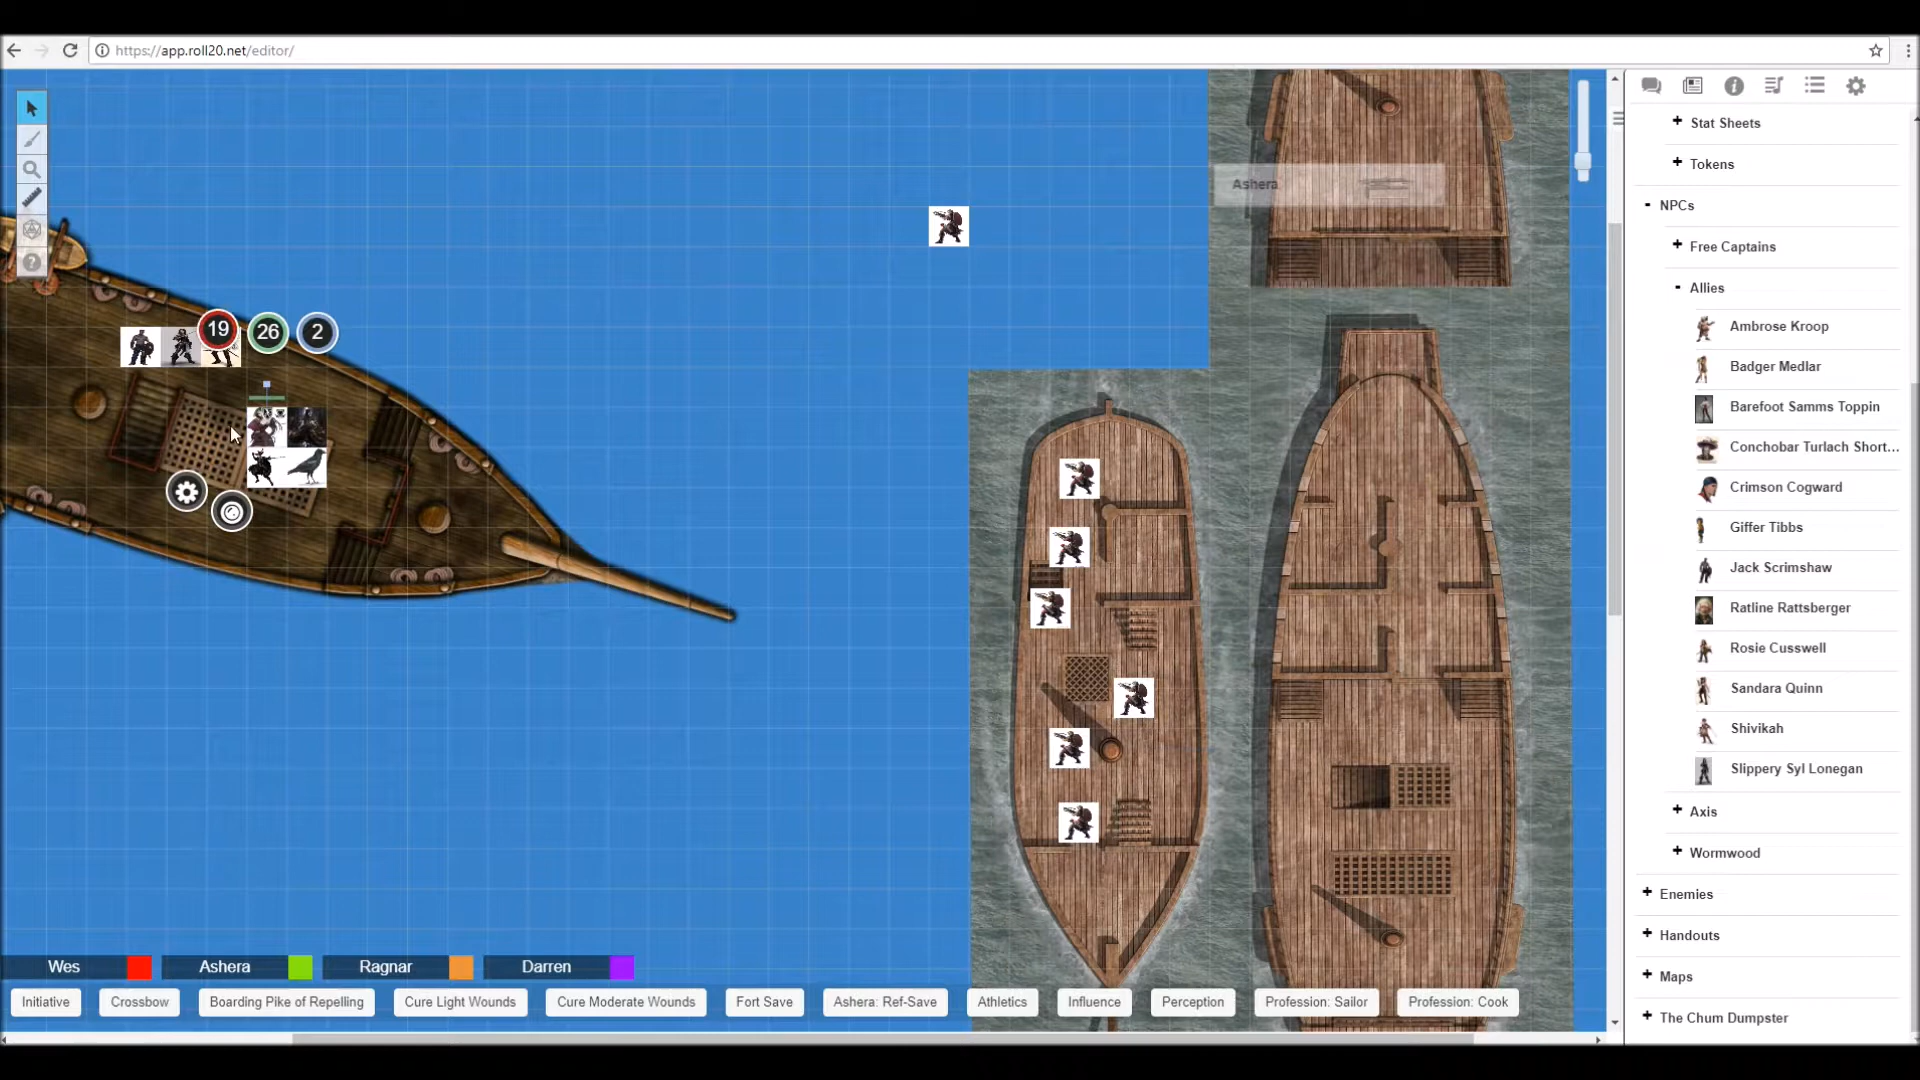 https://app.roll20.net/editor/
Stat Sheets
Tokens
NPCs
Free Captains
Allies
Ambrose Kroop
Badger Medlar
Barefoot Samms Toppin
Conchobar Turlach Short...
Crimson Cogward
Giffer Tibbs
Jack Scrimshaw
Ratline Rattsberger
Rosie Cusswell
Sandara Quinn
Shivikah
Slippery Syl Lonegan
Axis
Wormwood
Enemies
Handouts
Maps
The Chum Dumpster
Ashera
19 26 2
Wes Ashera Ragnar Darren
Initiative Crossbow Boarding Pike of Repelling Cure Light Wounds Cure Moderate Wounds Fort Save Ashera: Ref-Save Athletics Influence Perception Profession: Sailor Profession: Cook